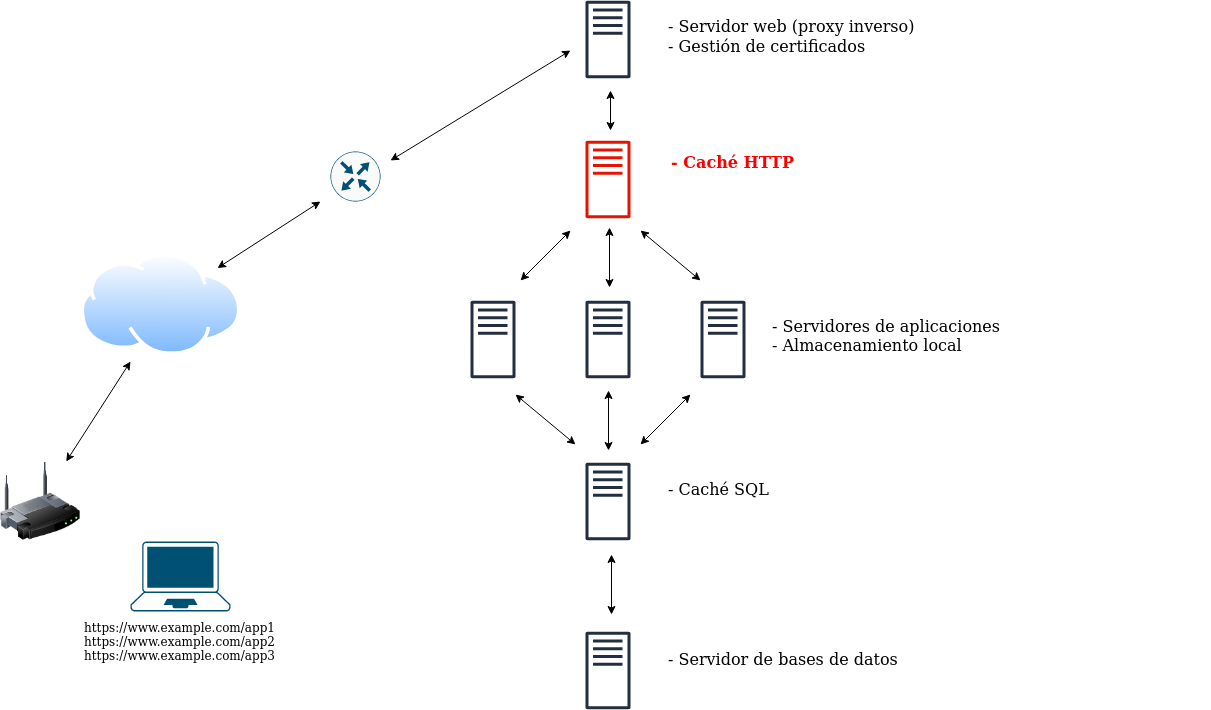 - Servidor web (proxy inverso)
- Gestión de certificados
- Caché HTTP
- Servidores de aplicaciones
- Almacenamiento local
- Caché SQL
https://www.example.com/app1
https://www.example.com/app2
https://www.example.com/app3
- Servidor de bases de datos